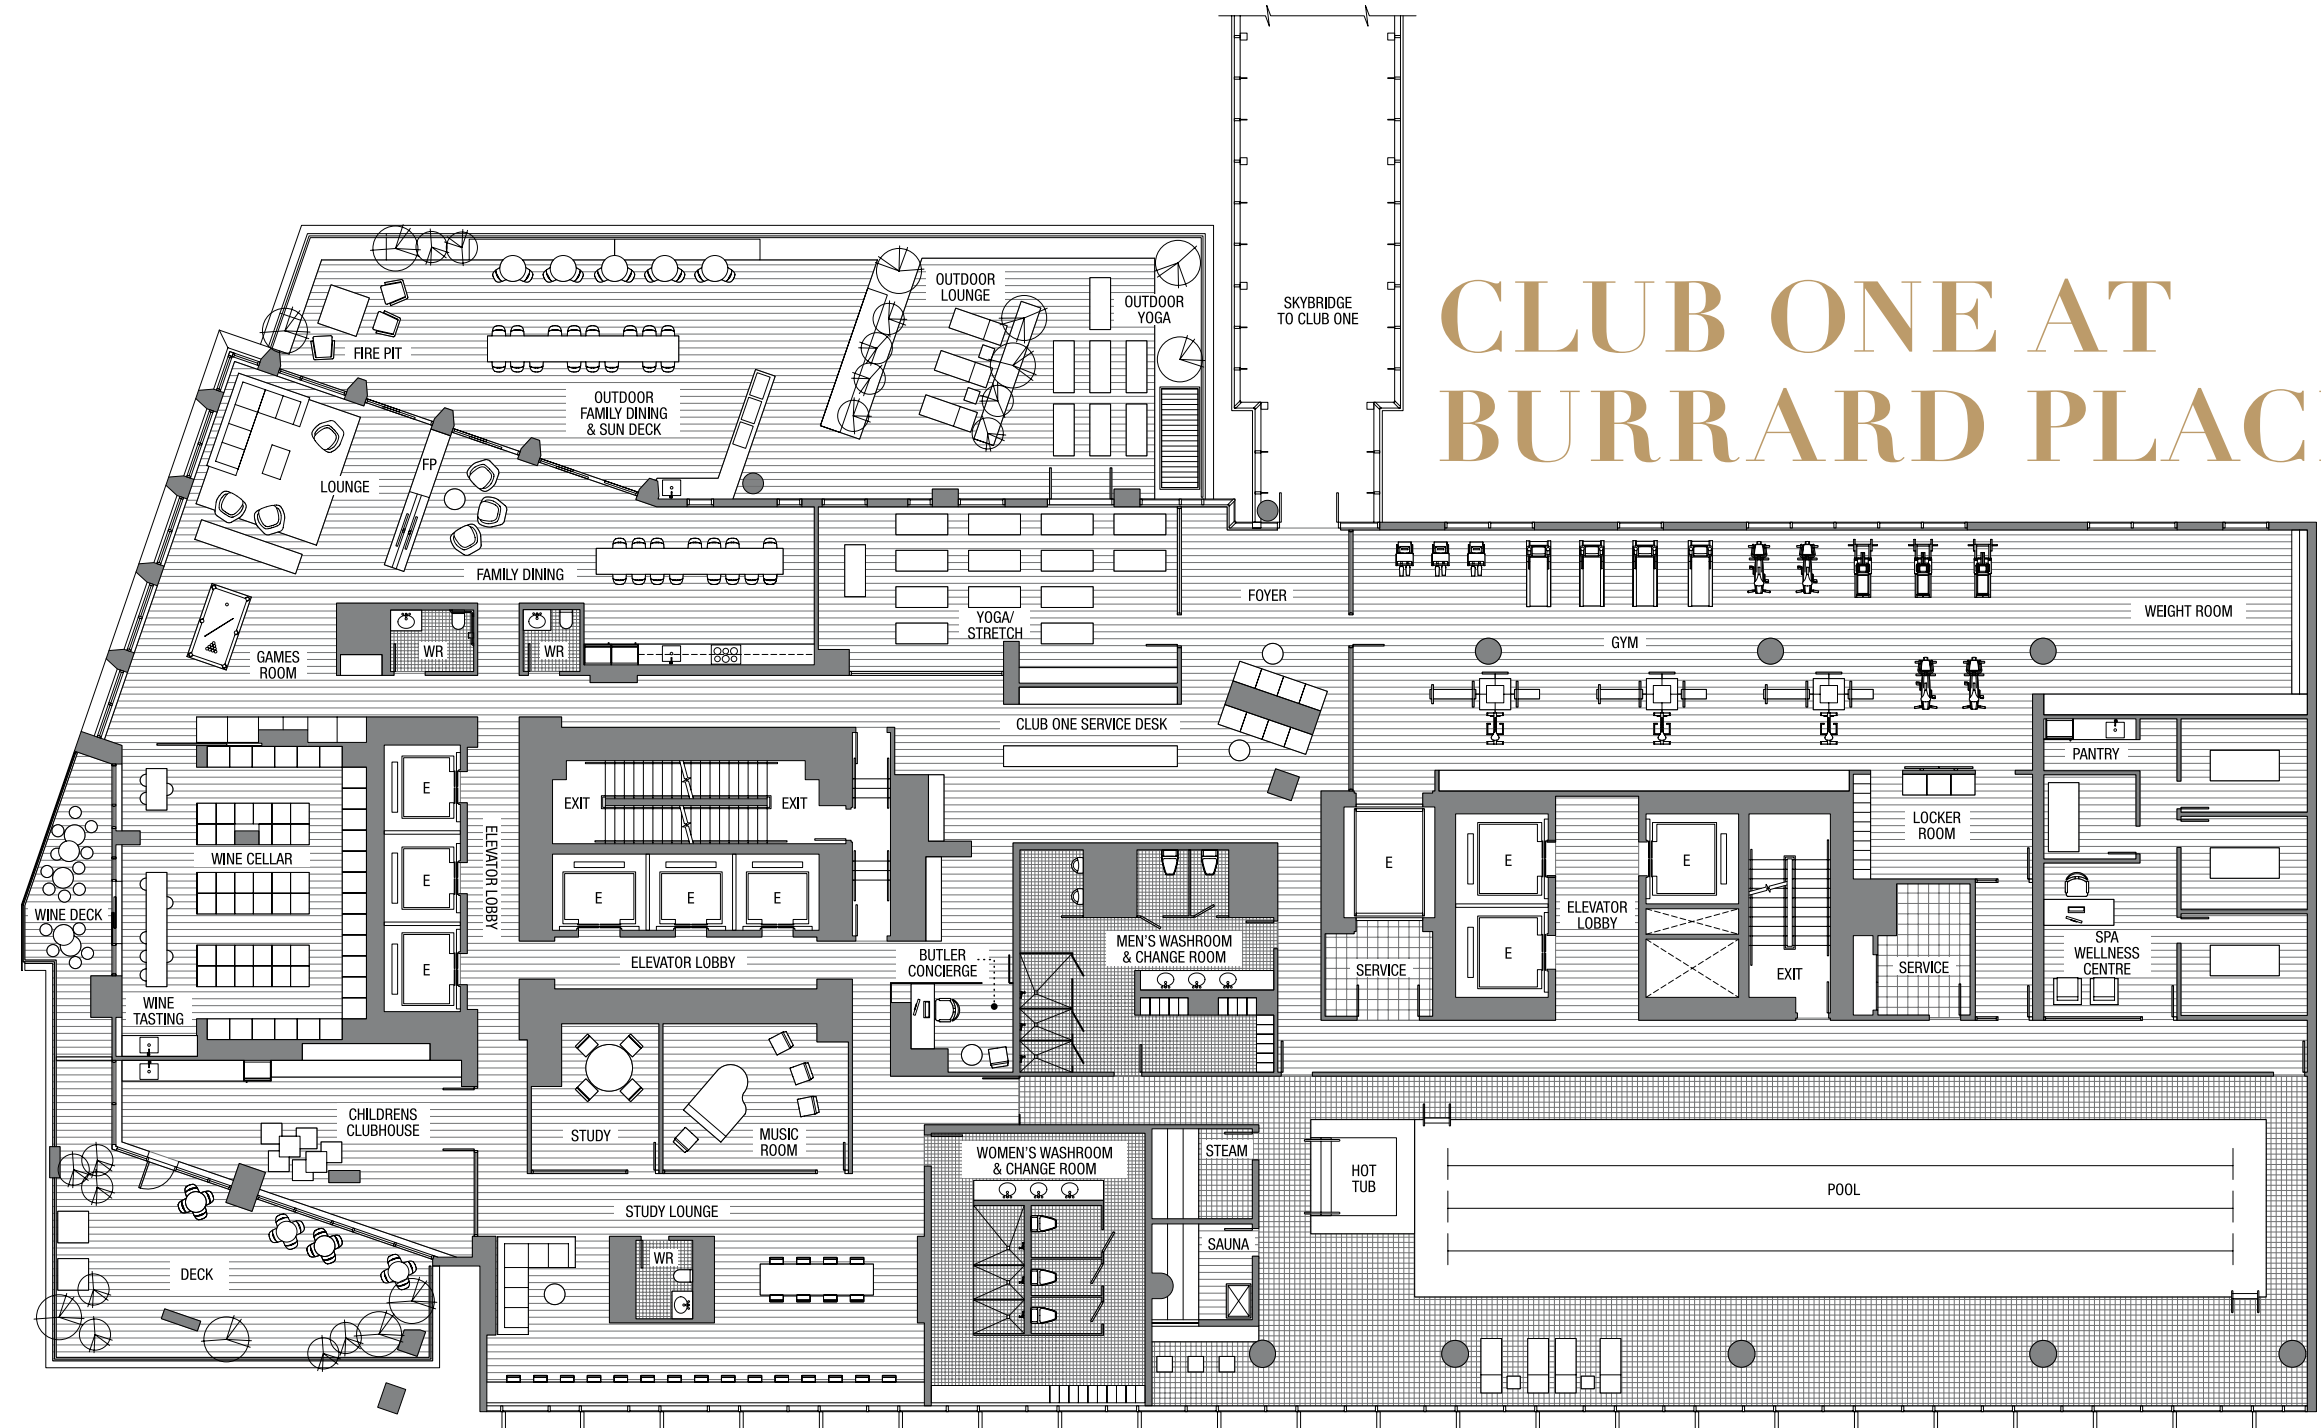 CLUB ONE AT
BURRARD PLAC
SKYBRIDGE
TO CLUB ONE
OUTDOOR
LOUNGE
OUTDOOR
YOGA
FIRE PIT
OUTDOOR
FAMILY DINING
& SUN DECK
FP
LOUNGE
FAMILY DINING
FOYER
YOGA/
STRETCH
WEIGHT ROOM
GYM
WR
WR
GAMES
ROOM
CLUB ONE SERVICE DESK
PANTRY
E
EXIT
EXIT
LOCKER
ROOM
ELEVATOR LOBBY
WINE CELLAR
E
E
E
E
E
E
E
E
WINE DECK
ELEVATOR
LOBBY
MEN'S WASHROOM
& CHANGE ROOM
SPA
WELLNESS
CENTRE
ELEVATOR LOBBY
BUTLER
CONCIERGE
E
E
SERVICE
EXIT
SERVICE
WINE
TASTING
CHILDRENS
CLUBHOUSE
STUDY
MUSIC
ROOM
WOMEN'S WASHROOM
& CHANGE ROOM
STEAM
HOT
TUB
POOL
STUDY LOUNGE
WR
SAUNA
DECK